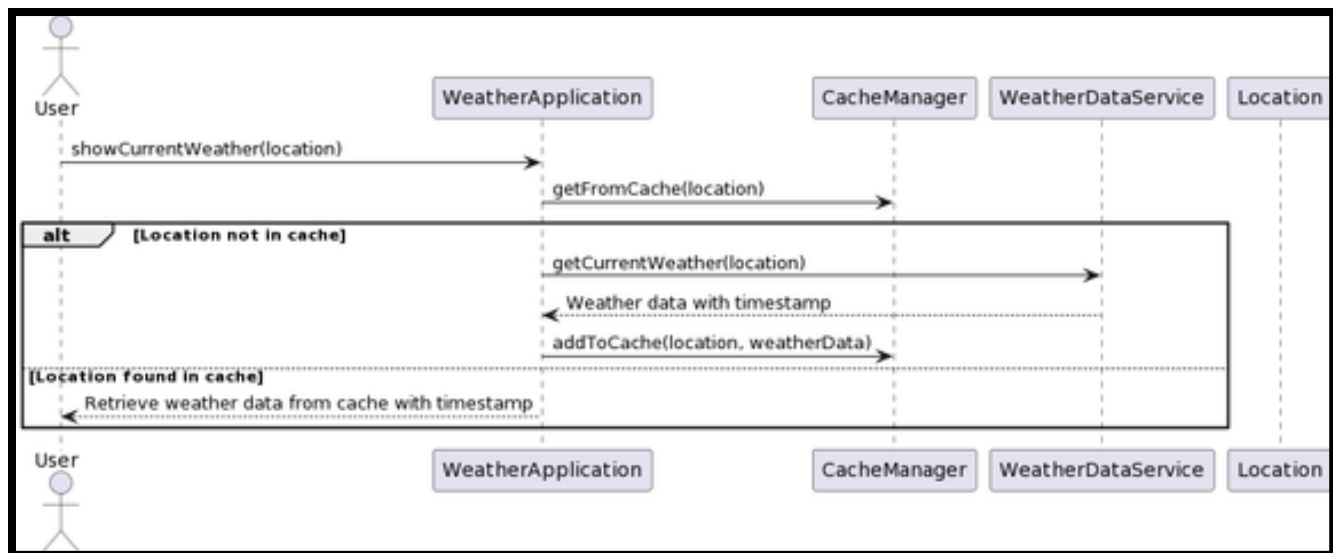 User
WeatherApplication
CacheManager
WeatherDataService
Location
showCurrentWeather(location)
getFromCache(location)
alt
[Location not in cache]
getCurrentWeather(location)
Weather data with timestamp
addToCache(location, weatherData)
[Location found in cache]
Retrieve weather data from cache with timestamp
User
WeatherApplication
CacheManager
WeatherDataService
Location